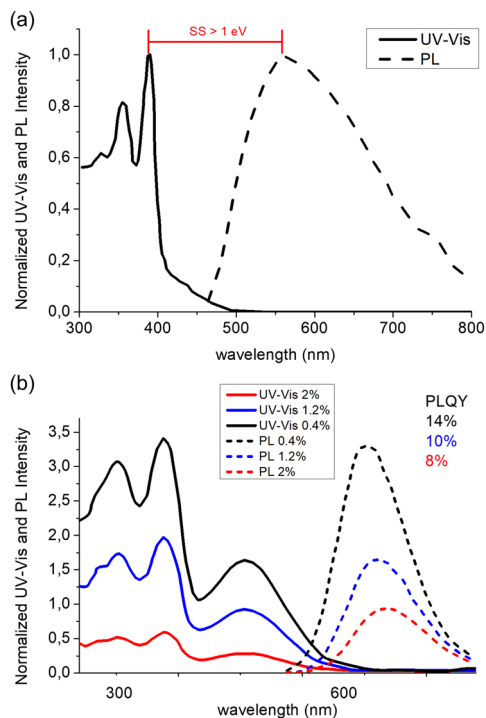 (a)
SS > 1 eV
UV-Vis
PL
Normalized UV-Vis and PL Intensity
1,0
0,8
0,6
0,4
0,2
0,0
300 400 500 600 700 800
wavelength (nm)
(b)
UV-Vis 2%
UV-Vis 1.2%
UV-Vis 0.4%
PL 0.4%
PL 1.2%
PL 2%
PLQY
14%
10%
8%
Normalized UV-Vis and PL Intensity
3,5
3,0
2,5
2,0
1,5
1,0
0,5
0,0
300 600
wavelength (nm)